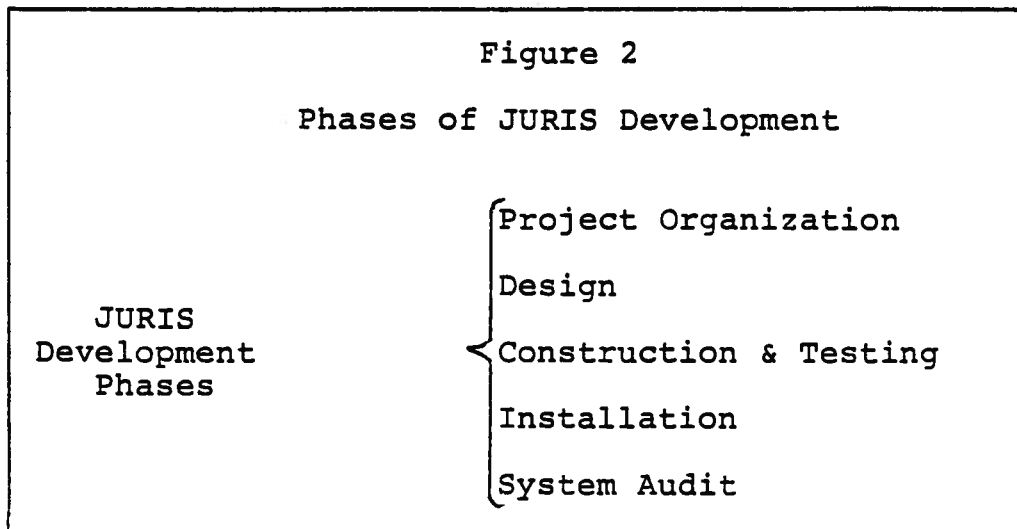 Figure 2
Phases of JURIS Development
JURIS
Development
Phases
Project Organization
Design
Construction & Testing
Installation
System Audit